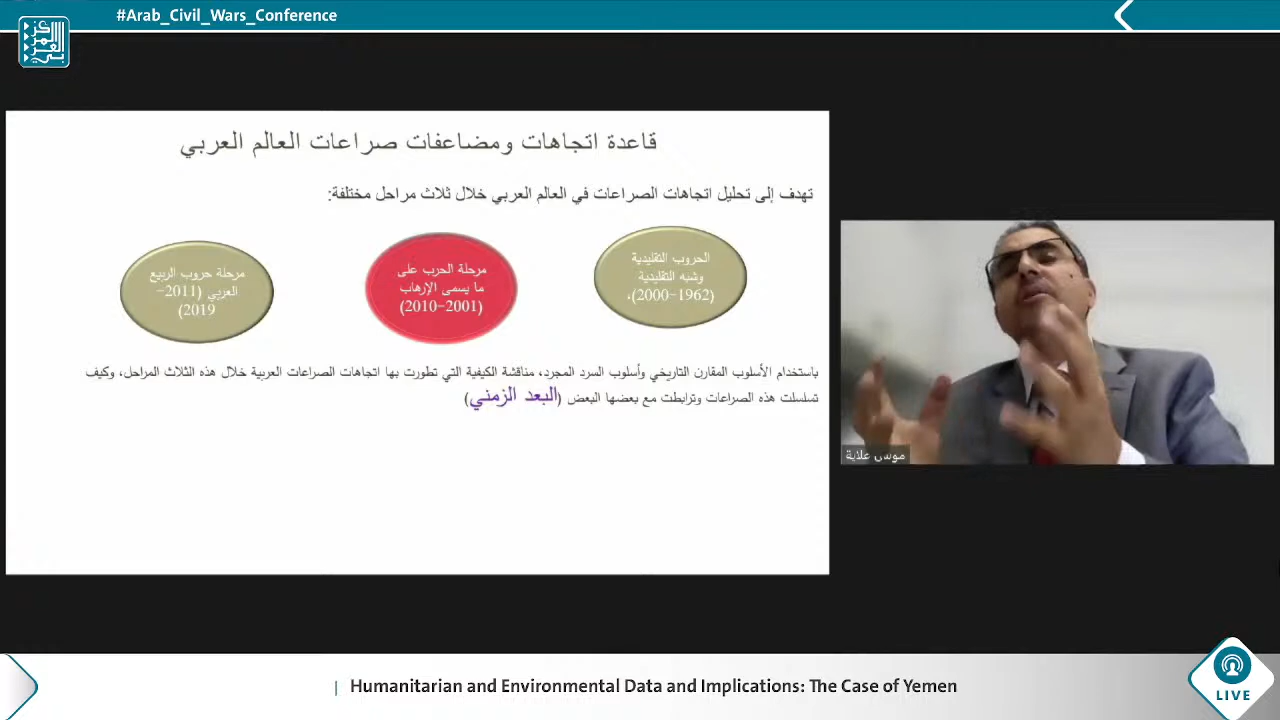 #Arab_Civil_Wars_Conference
قاعدة اتجاهات ومضاعفات صراعات العالم العربي
تهدف إلى تحليل اتجاهات الصراعات في العالم العربي خلال ثلاث مراحل مختلفة:
الحروب التقليدية
وشبه التقليدية
(1962-2000)،
مرحلة الحرب على
ما يسمى الإرهاب
(2001-2010)
مرحلة حروب الربيع
العربي (2011-
2019)
باستخدام الأسلوب المقارن التاريخي وأسلوب السرد المجرد، مناقشة الكيفية التي تطورت بها اتجاهات الصراعات العربية خلال هذه الثلاث المراحل، وكيف
تسلسلت هذه الصراعات وترابطت مع بعضها البعض (البعد الزمني)
موسى علاية
Humanitarian and Environmental Data and Implications: The Case of Yemen
LIVE